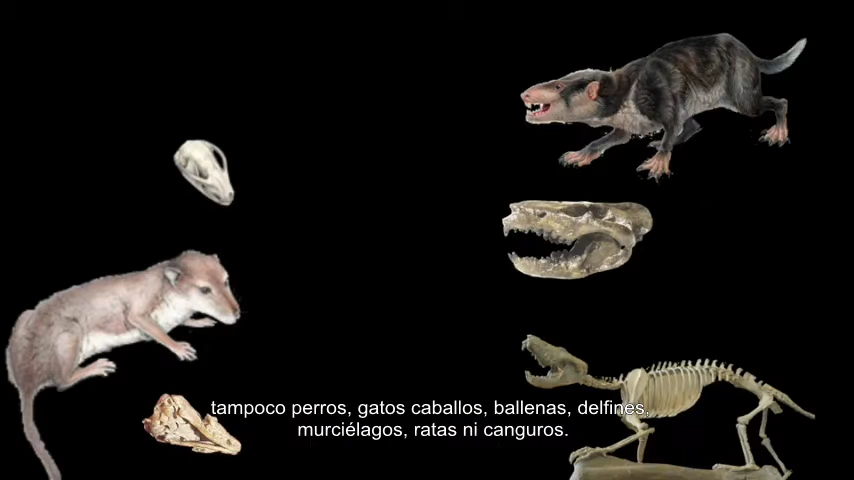 tampoco perros, gatos caballos, ballenas, delfines,
murciélagos, ratas ni canguros.